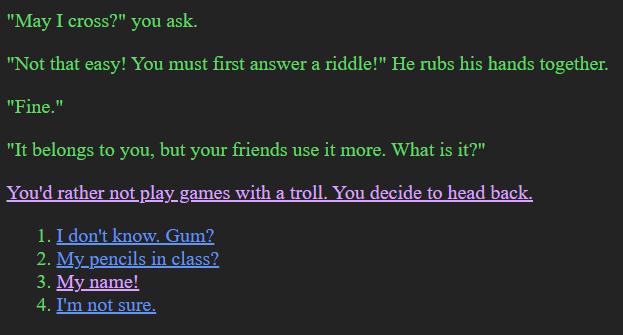 "May I cross?" you ask.
"Not that easy! You must first answer a riddle!" He rubs his hands together.
"Fine."
"It belongs to you, but your friends use it more. What is it?"
You'd rather not play games with a troll. You decide to head back.
1. I don't know. Gum?
2. My pencils in class?
3. My name!
4. I'm not sure.